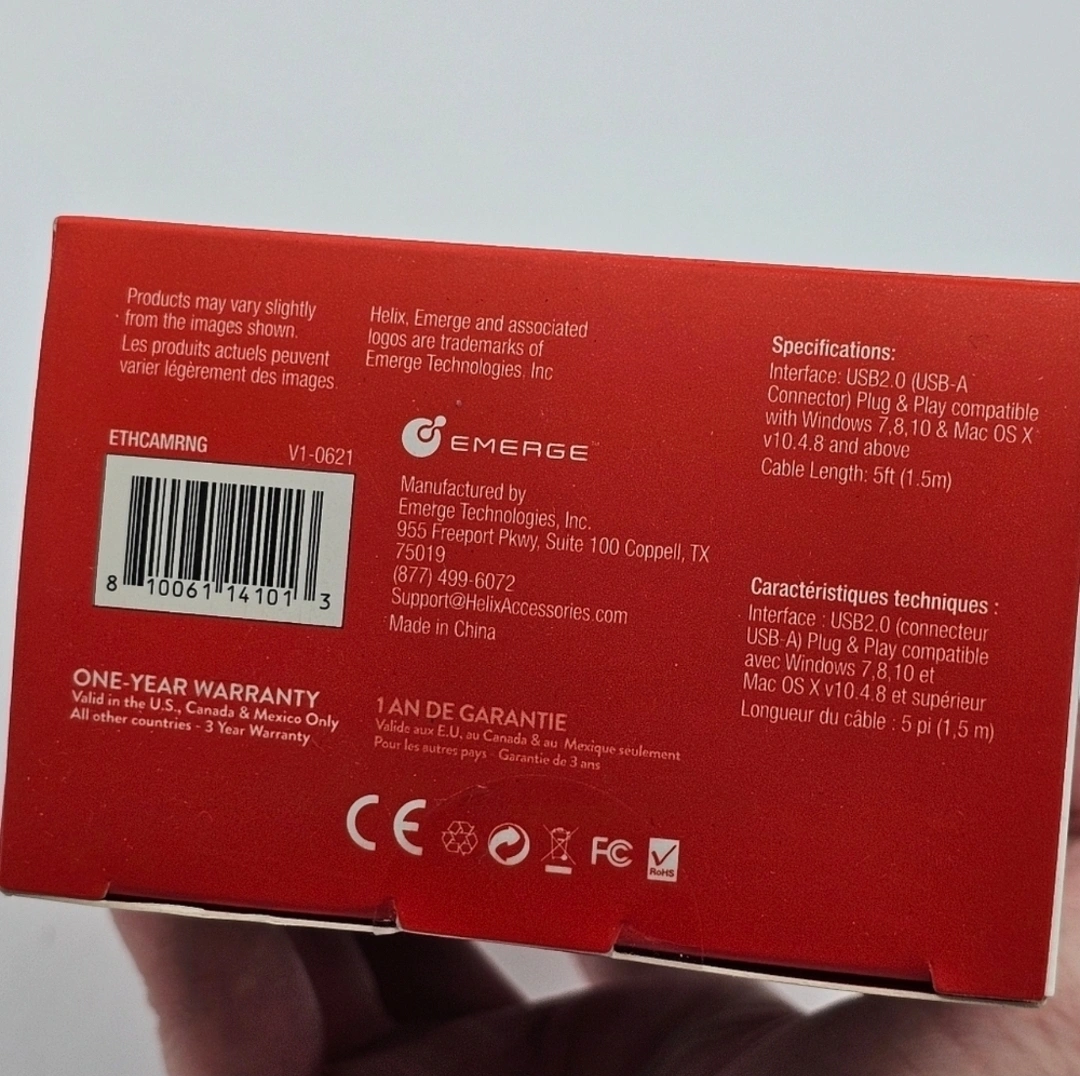 Products may vary slightly
from the images shown.
Les produits actuels peuvent
varier légèrement des images.
ETHCAMRNG
V1-0621
8 10061 14101 3
ONE-YEAR WARRANTY
Valid in the U.S., Canada & Mexico Only
All other countries - 3 Year Warranty
Helix, Emerge and associated
logos are trademarks of
Emerge Technologies, Inc
EMERGE
Manufactured by
Emerge Technologies, Inc.
955 Freeport Pkwy, Suite 100 Coppell, TX
75019
(877) 499-6072
Support@HelixAccessories.com
Made in China
1 AN DE GARANTIE
Valide aux E.U, au Canada & au Mexique seulement
Pour les autres pays - Garantie de 3 ans
CE
FC
RoHS
Specifications:
Interface: USB2.0 (USB-A
Connector) Plug & Play compatible
with Windows 7,8,10 & Mac OS X
v10.4.8 and above
Cable Length: 5ft (1.5m)
Caractéristiques techniques :
Interface : USB2.0 (connecteur
USB-A) Plug & Play compatible
avec Windows 7,8,10 et
Mac OS X v10.4.8 et supérieur
Longueur du câble : 5 pi (1,5 m)